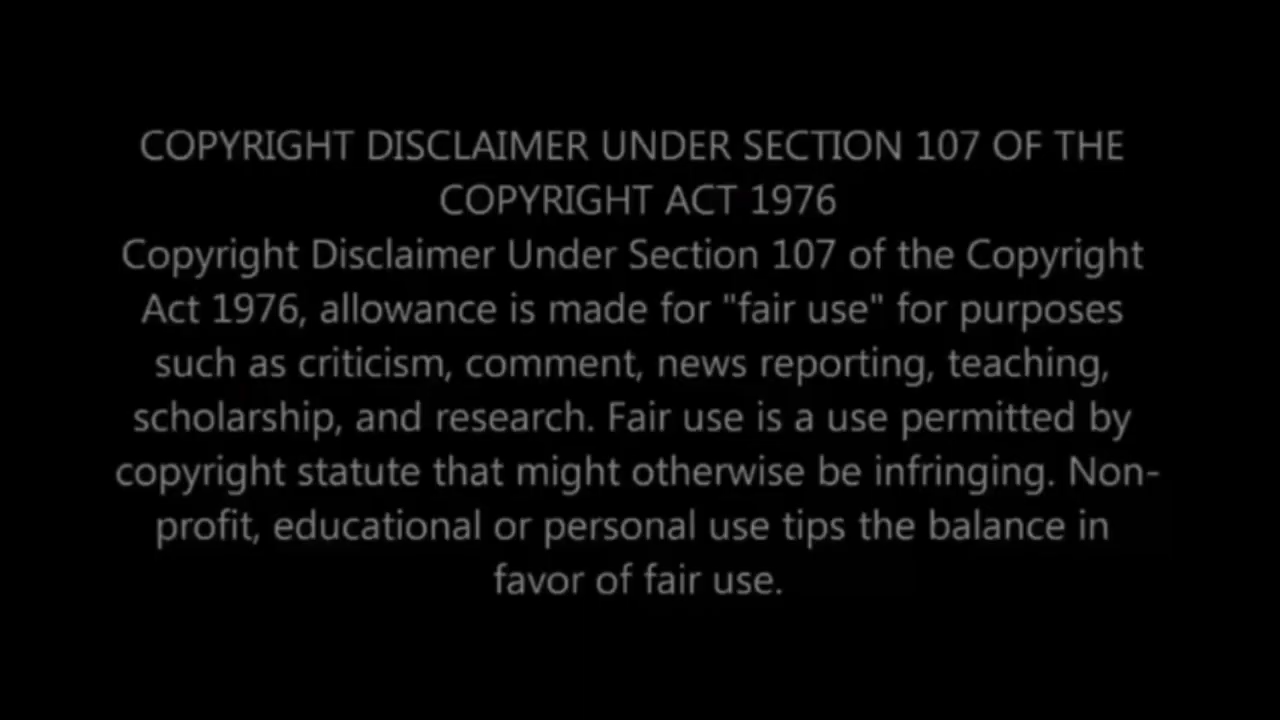 COPYRIGHT DISCLAIMER UNDER SECTION 107 OF THE
COPYRIGHT ACT 1976
Copyright Disclaimer Under Section 107 of the Copyright
Act 1976, allowance is made for "fair use" for purposes
such as criticism, comment, news reporting, teaching,
scholarship, and research. Fair use is a use permitted by
copyright statute that might otherwise be infringing. Non-
profit, educational or personal use tips the balance in
favor of fair use.